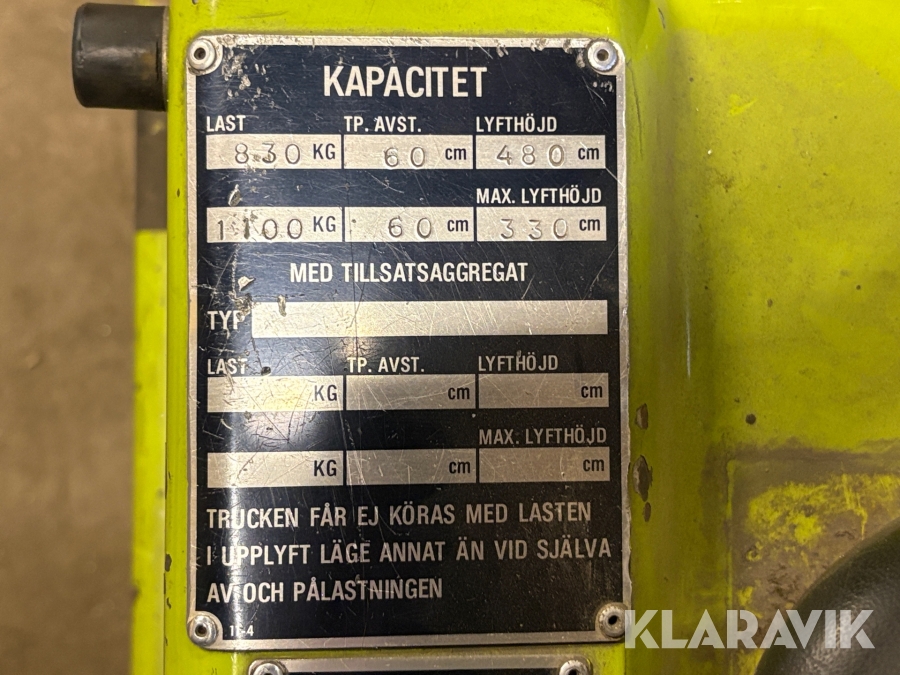 KAPACITET
LAST TP. AVST. LYFTHÖJD
830 KG 60 cm 480 cm
MAX. LYFTHÖJD
1100 KG 60 cm 330 cm
MED TILLSATSAGGREGAT
TYP
LAST TP. AVST. LYFTHÖJD
KG cm cm
MAX. LYFTHÖJD
KG cm cm
TRUCKEN FÅR EJ KÖRAS MED LASTEN
I UPPLYFT LÄGE ANNAT ÄN VID SJÄLVA
AV-OCH PÅLASTNINGEN
KLARAVIK